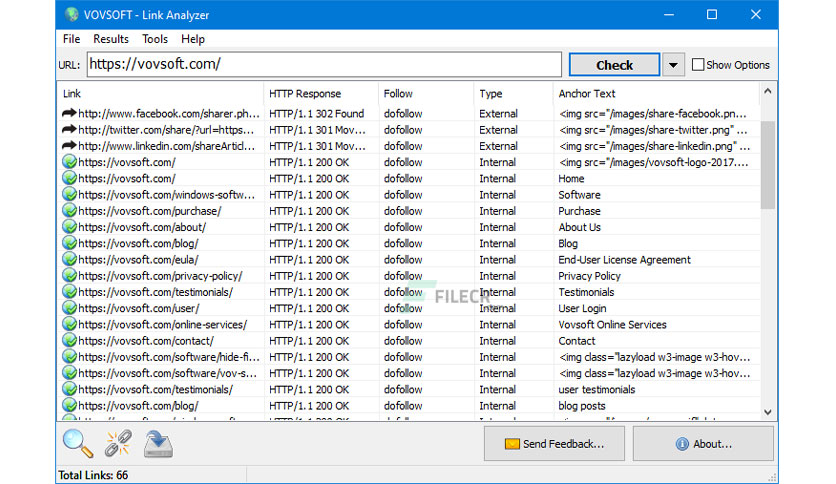 VOVSOFT - Link Analyzer
File Results Tools Help
URL: https://vovsoft.com/ Check Show Options
Link HTTP Response Follow Type Anchor Text
http://www.facebook.com/sharer.ph... HTTP/1.1 302 Found dofollow External <img src="/images/share-facebook.pn...
http://twitter.com/share/?url=https... HTTP/1.1 301 Mov... dofollow External <img src="/images/share-twitter.png" ...
http://www.linkedin.com/shareArticl... HTTP/1.1 301 Mov... dofollow External <img src="/images/share-linkedin.png" ...
https://vovsoft.com/ HTTP/1.1 200 OK dofollow Internal <img src="/images/vovsoft-logo-2017....
https://vovsoft.com/ HTTP/1.1 200 OK dofollow Internal Home
https://vovsoft.com/windows-softw... HTTP/1.1 200 OK dofollow Internal Software
https://vovsoft.com/purchase/ HTTP/1.1 200 OK dofollow Internal Purchase
https://vovsoft.com/about/ HTTP/1.1 200 OK dofollow Internal About Us
https://vovsoft.com/blog/ HTTP/1.1 200 OK dofollow Internal Blog
https://vovsoft.com/eula/ HTTP/1.1 200 OK dofollow Internal End-User License Agreement
https://vovsoft.com/privacy-policy/ HTTP/1.1 200 OK dofollow Internal Privacy Policy
https://vovsoft.com/testimonials/ HTTP/1.1 200 OK dofollow Internal Testimonials
FILECR
https://vovsoft.com/user/ HTTP/1.1 200 OK dofollow Internal User Login
https://vovsoft.com/online-services/ HTTP/1.1 200 OK dofollow Internal Vovsoft Online Services
https://vovsoft.com/contact/ HTTP/1.1 200 OK dofollow Internal Contact
https://vovsoft.com/software/hide-fi... HTTP/1.1 200 OK dofollow Internal <img class="lazyload w3-image w3-hov...
https://vovsoft.com/software/vov-s... HTTP/1.1 200 OK dofollow Internal <img class="lazyload w3-image w3-hov...
https://vovsoft.com/testimonials/ HTTP/1.1 200 OK dofollow Internal user testimonials
https://vovsoft.com/blog/ HTTP/1.1 200 OK dofollow Internal blog posts
Send Feedback... About...
Total Links: 66